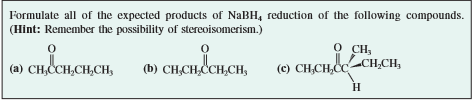 Formulate all of the expected products of NaBH₄ reduction of the following compounds.
(Hint: Remember the possibility of stereoisomerism.)
O O O CH₃
(a) CH₃CCH₂CH₂CH₃ (b) CH₃CH₂CCH₂CH₃ (c) CH₃CH₂CC CH₂CH₃
H